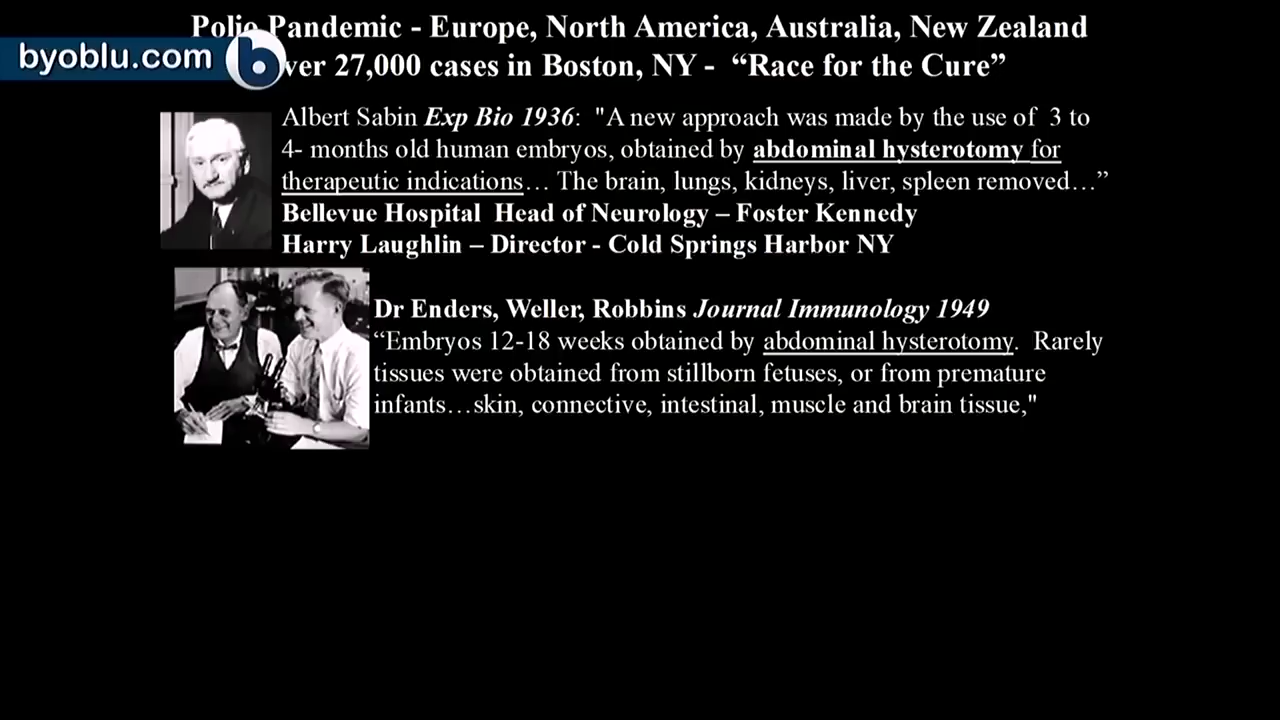 Polio Pandemic - Europe, North America, Australia, New Zealand
byoblu.com b
ver 27,000 cases in Boston, NY - “Race for the Cure”
Albert Sabin Exp Bio 1936: "A new approach was made by the use of 3 to
4- months old human embryos, obtained by abdominal hysterotomy for
therapeutic indications… The brain, lungs, kidneys, liver, spleen removed…”
Bellevue Hospital Head of Neurology – Foster Kennedy
Harry Laughlin – Director - Cold Springs Harbor NY
Dr Enders, Weller, Robbins Journal Immunology 1949
“Embryos 12-18 weeks obtained by abdominal hysterotomy. Rarely
tissues were obtained from stillborn fetuses, or from premature
infants…skin, connective, intestinal, muscle and brain tissue,"